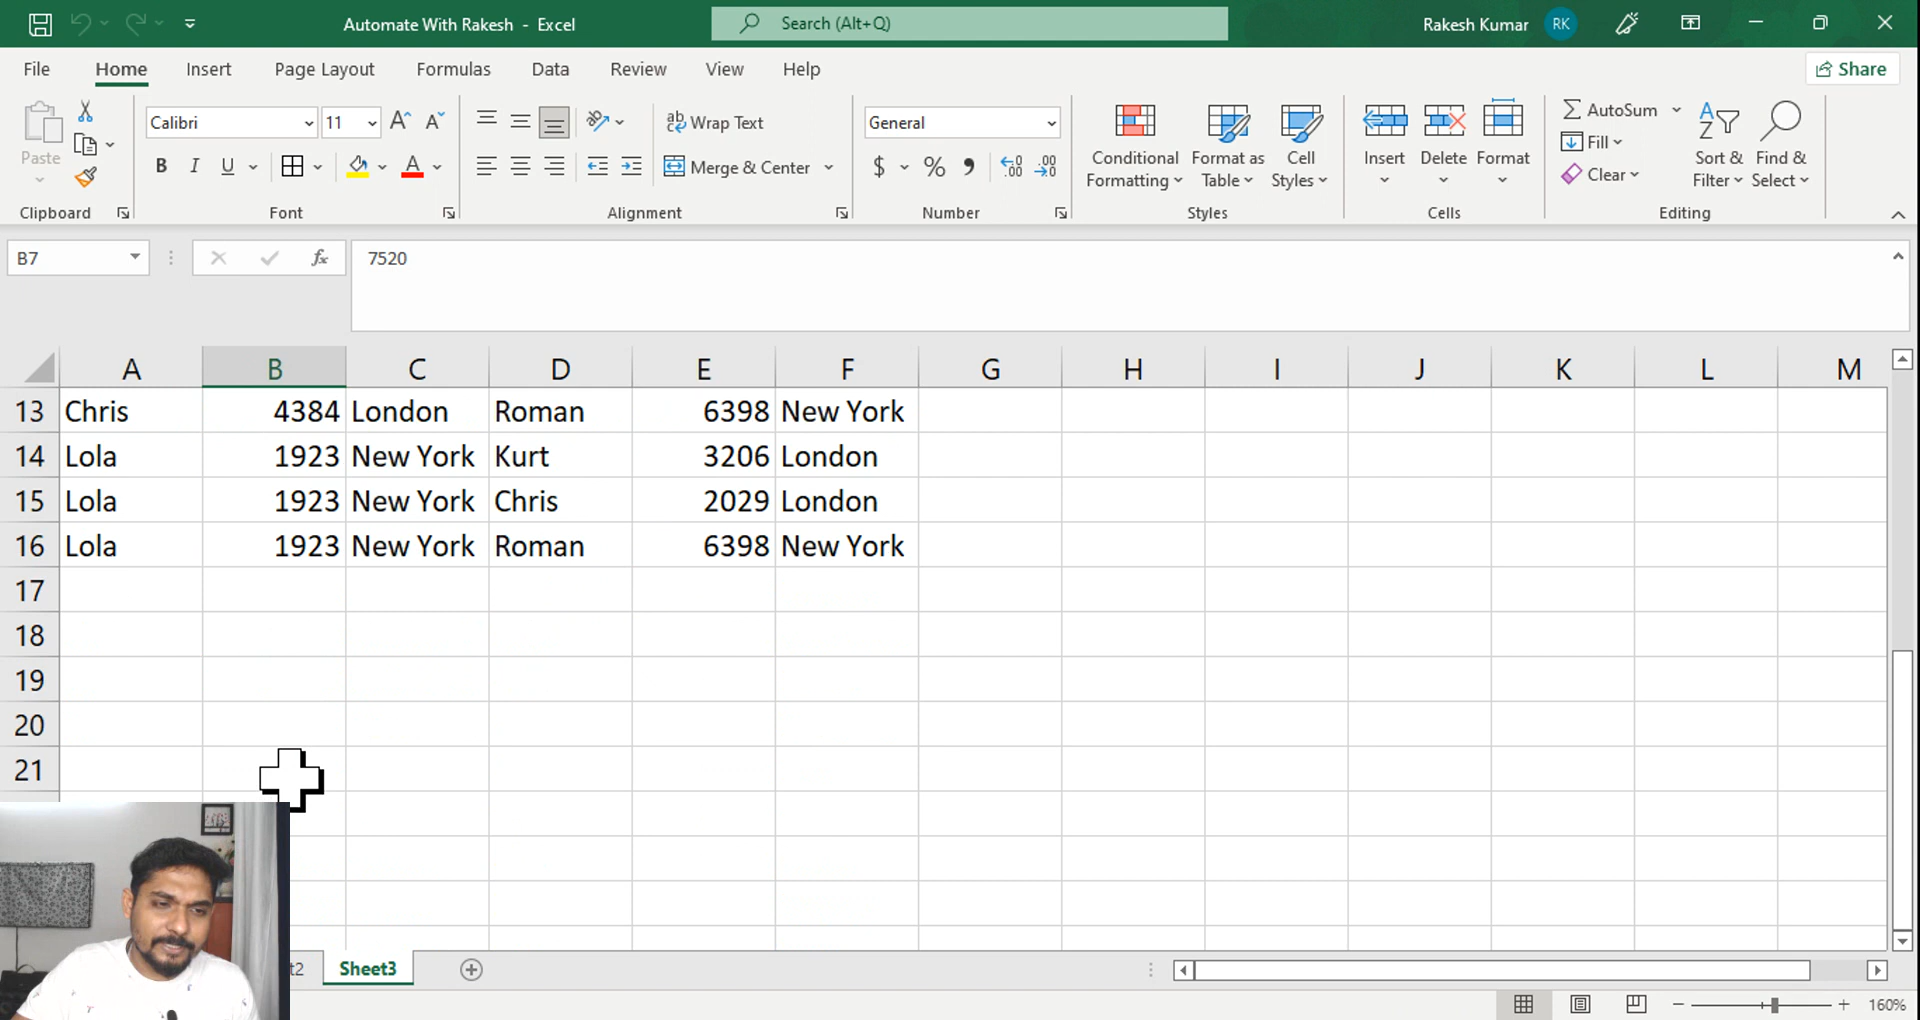 Automate With Rakesh - Excel
Search (Alt+Q)
Rakesh Kumar RK
File Home Insert Page Layout Formulas Data Review View Help
Share
Paste
Calibri 11 A A
B I U A
ab Wrap Text
Merge & Center
General
$ % , .00 .00
Conditional Formatting
Format as Table
Cell Styles
Insert Delete Format
AutoSum
Fill
Clear
Sort & Filter
Find & Select
Clipboard Font Alignment Number Styles Cells Editing
B7 fx 7520
A B C D E F G H I J K L M
13 Chris 4384 London Roman 6398 New York
14 Lola 1923 New York Kurt 3206 London
15 Lola 1923 New York Chris 2029 London
16 Lola 1923 New York Roman 6398 New York
17
18
19
20
21
t2 Sheet3
160%